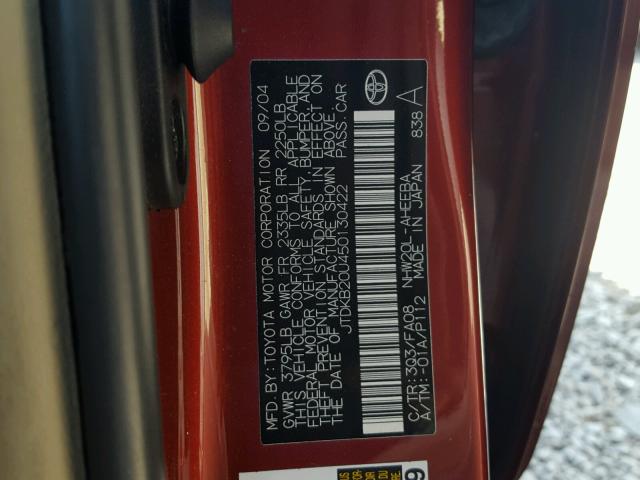 MFD. BY: TOYOTA MOTOR CORPORATION 09/04
GVWR 3795LB GAWR FR 2335LB RR 2250LB
THIS VEHICLE CONFORMS TO ALL APPLICABLE
FEDERAL MOTOR VEHICLE SAFETY, BUMPER, AND
THEFT PREVENTION STANDARDS IN EFFECT ON
THE DATE OF MANUFACTURE SHOWN ABOVE.
JTDKB20U450130422 PASS. CAR
C/TR: 3Q3/FA08 NHW20L-AHEEBA
A/TM: -01A/P112 MADE IN JAPAN 838 A